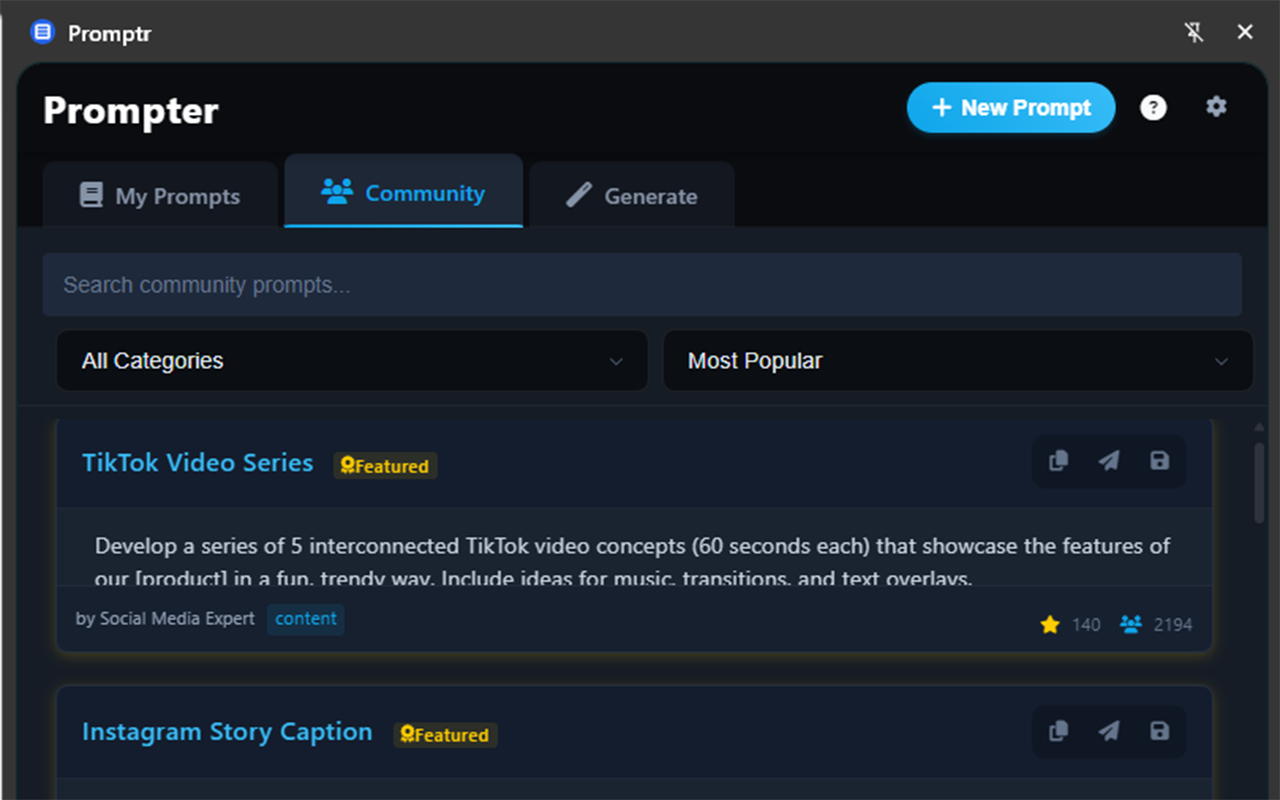 Promptr
Prompter
+ New Prompt
?
My Prompts
Community
Generate
Search community prompts...
All Categories
Most Popular
TikTok Video Series
Featured
Develop a series of 5 interconnected TikTok video concepts (60 seconds each) that showcase the features of
our [product] in a fun, trendy way. Include ideas for music, transitions, and text overlays.
by Social Media Expert
content
140
2194
Instagram Story Caption
Featured